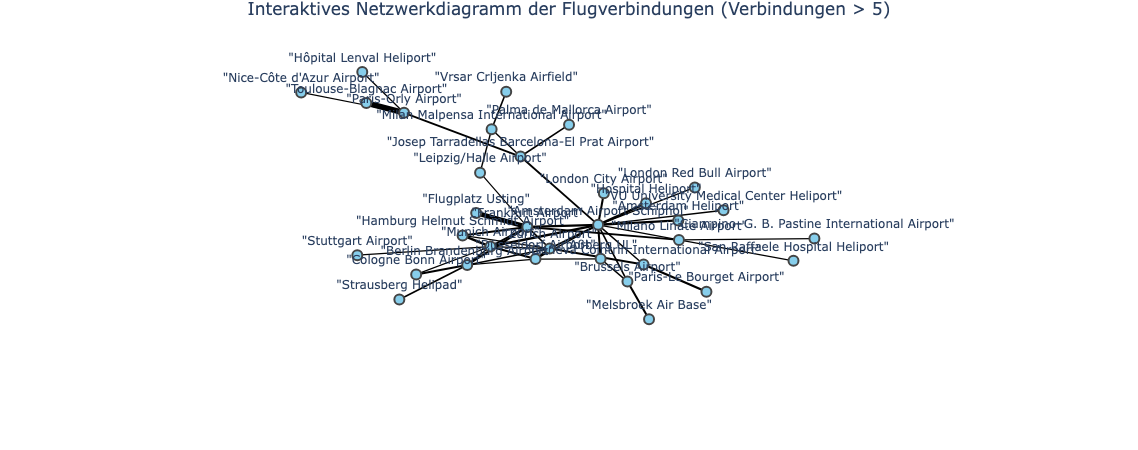 Interaktives Netzwerkdiagramm der Flugverbindungen (Verbindungen > 5)
"Hôpital Lenval Heliport"
"Nice-Côte d'Azur Airport"
"Vrsar Crljenka Airfield"
"Toulouse-Blagnac Airport"
"Paris-Orly Airport"
"Palma de Mallorca Airport"
"Milan Malpensa International Airport"
"Josep Tarradellas Barcelona-El Prat Airport"
"Leipzig/Halle Airport"
"London Red Bull Airport"
"London City Airport"
"Hospital Heliport"
"VU University Medical Center Heliport"
"Flugplatz Usting"
"Amsterdam Heliport"
"Frankfurt Airport"
"Amsterdam Airport Schiphol"
"Hamburg Helmut Schmidt Airport"
"Milano Linate Airport"
"Ciampino–G. B. Pastine International Airport"
"Munich Airport"
"Stuttgart Airport"
"San Raffaele Hospital Heliport"
"Berlin Brandenburg Airport"
Cointrin International Airport"
"Cologne Bonn Airport"
"Brussels Airport"
"Paris-Le Bourget Airport"
"Strausberg Helipad"
"Melsbroek Air Base"